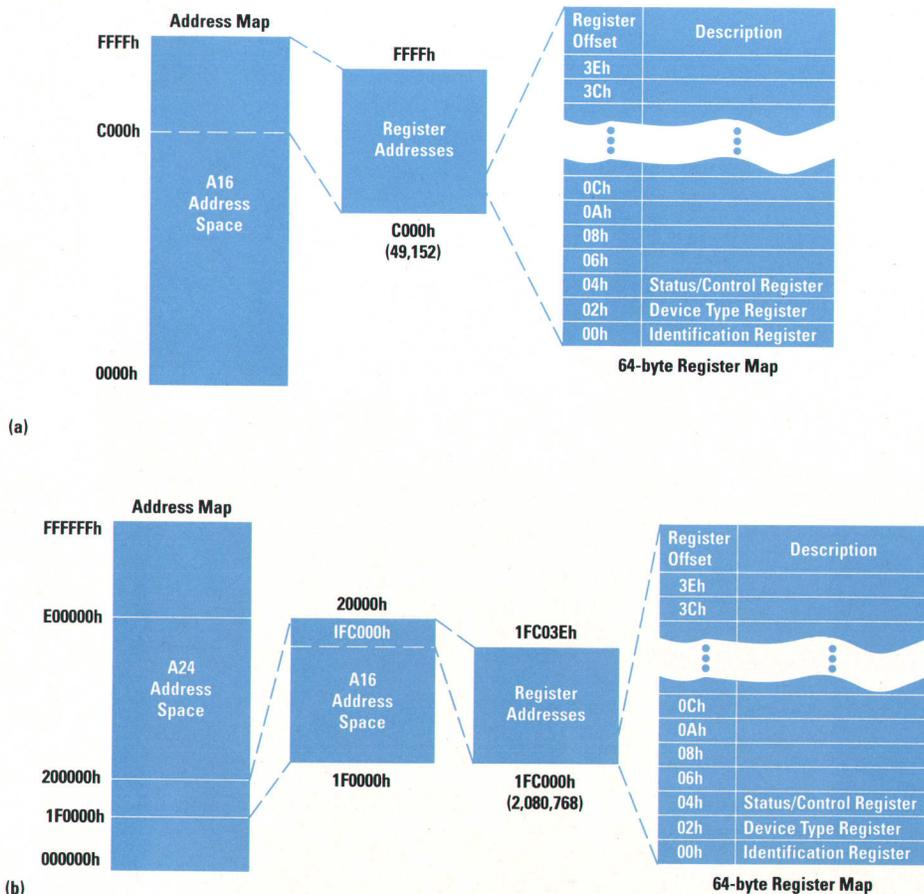 Address Map
FFFFh
C000h
A16
Address
Space
0000h
FFFFh
Register
Addresses
C000h
(49,152)
Register
Offset
Description
3Eh
3Ch
0Ch
0Ah
08h
06h
04h Status/Control Register
02h Device Type Register
00h Identification Register
64-byte Register Map
(a)
Address Map
FFFFFFh
E00000h
A24
Address
Space
200000h
1F0000h
000000h
20000h
IFC000h
A16
Address
Space
1F0000h
1FC03Eh
Register
Addresses
1FC000h
(2,080,768)
Register
Offset
Description
3Eh
3Ch
0Ch
0Ah
08h
06h
04h Status/Control Register
02h Device Type Register
00h Identification Register
64-byte Register Map
(b)